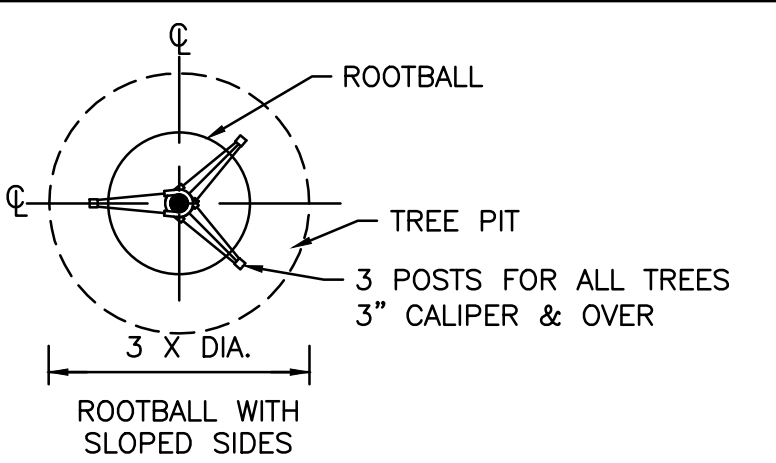 ℄
ROOTBALL
℄
TREE PIT
3 POSTS FOR ALL TREES
3” CALIPER & OVER
3 X DIA.
ROOTBALL WITH
SLOPED SIDES